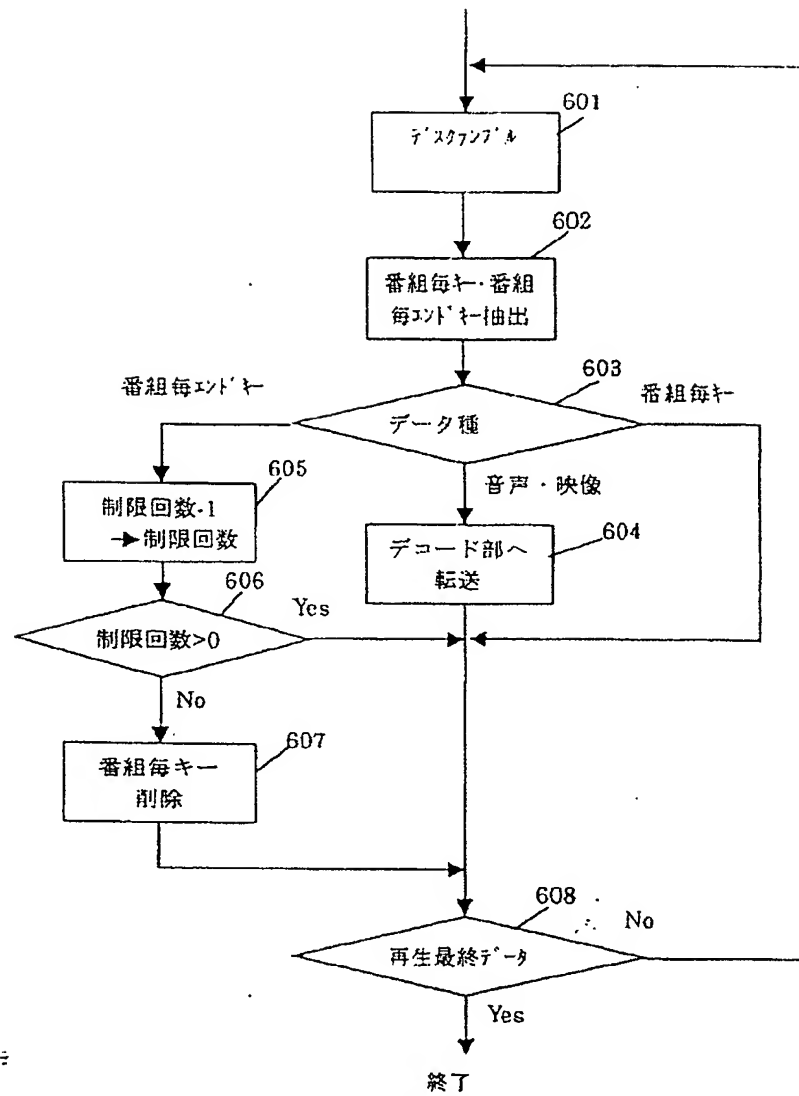 601
デスクランブル
602
番組毎キー・番組
毎エンドキー抽出
603
番組毎エンドキー
番組毎キー
データ種
605
音声・映像
制限回数-1
→制限回数
604
デコード部へ
転送
606
Yes
制限回数>0
No
607
番組毎キー
削除
608
No
再生最終データ
Yes
終了